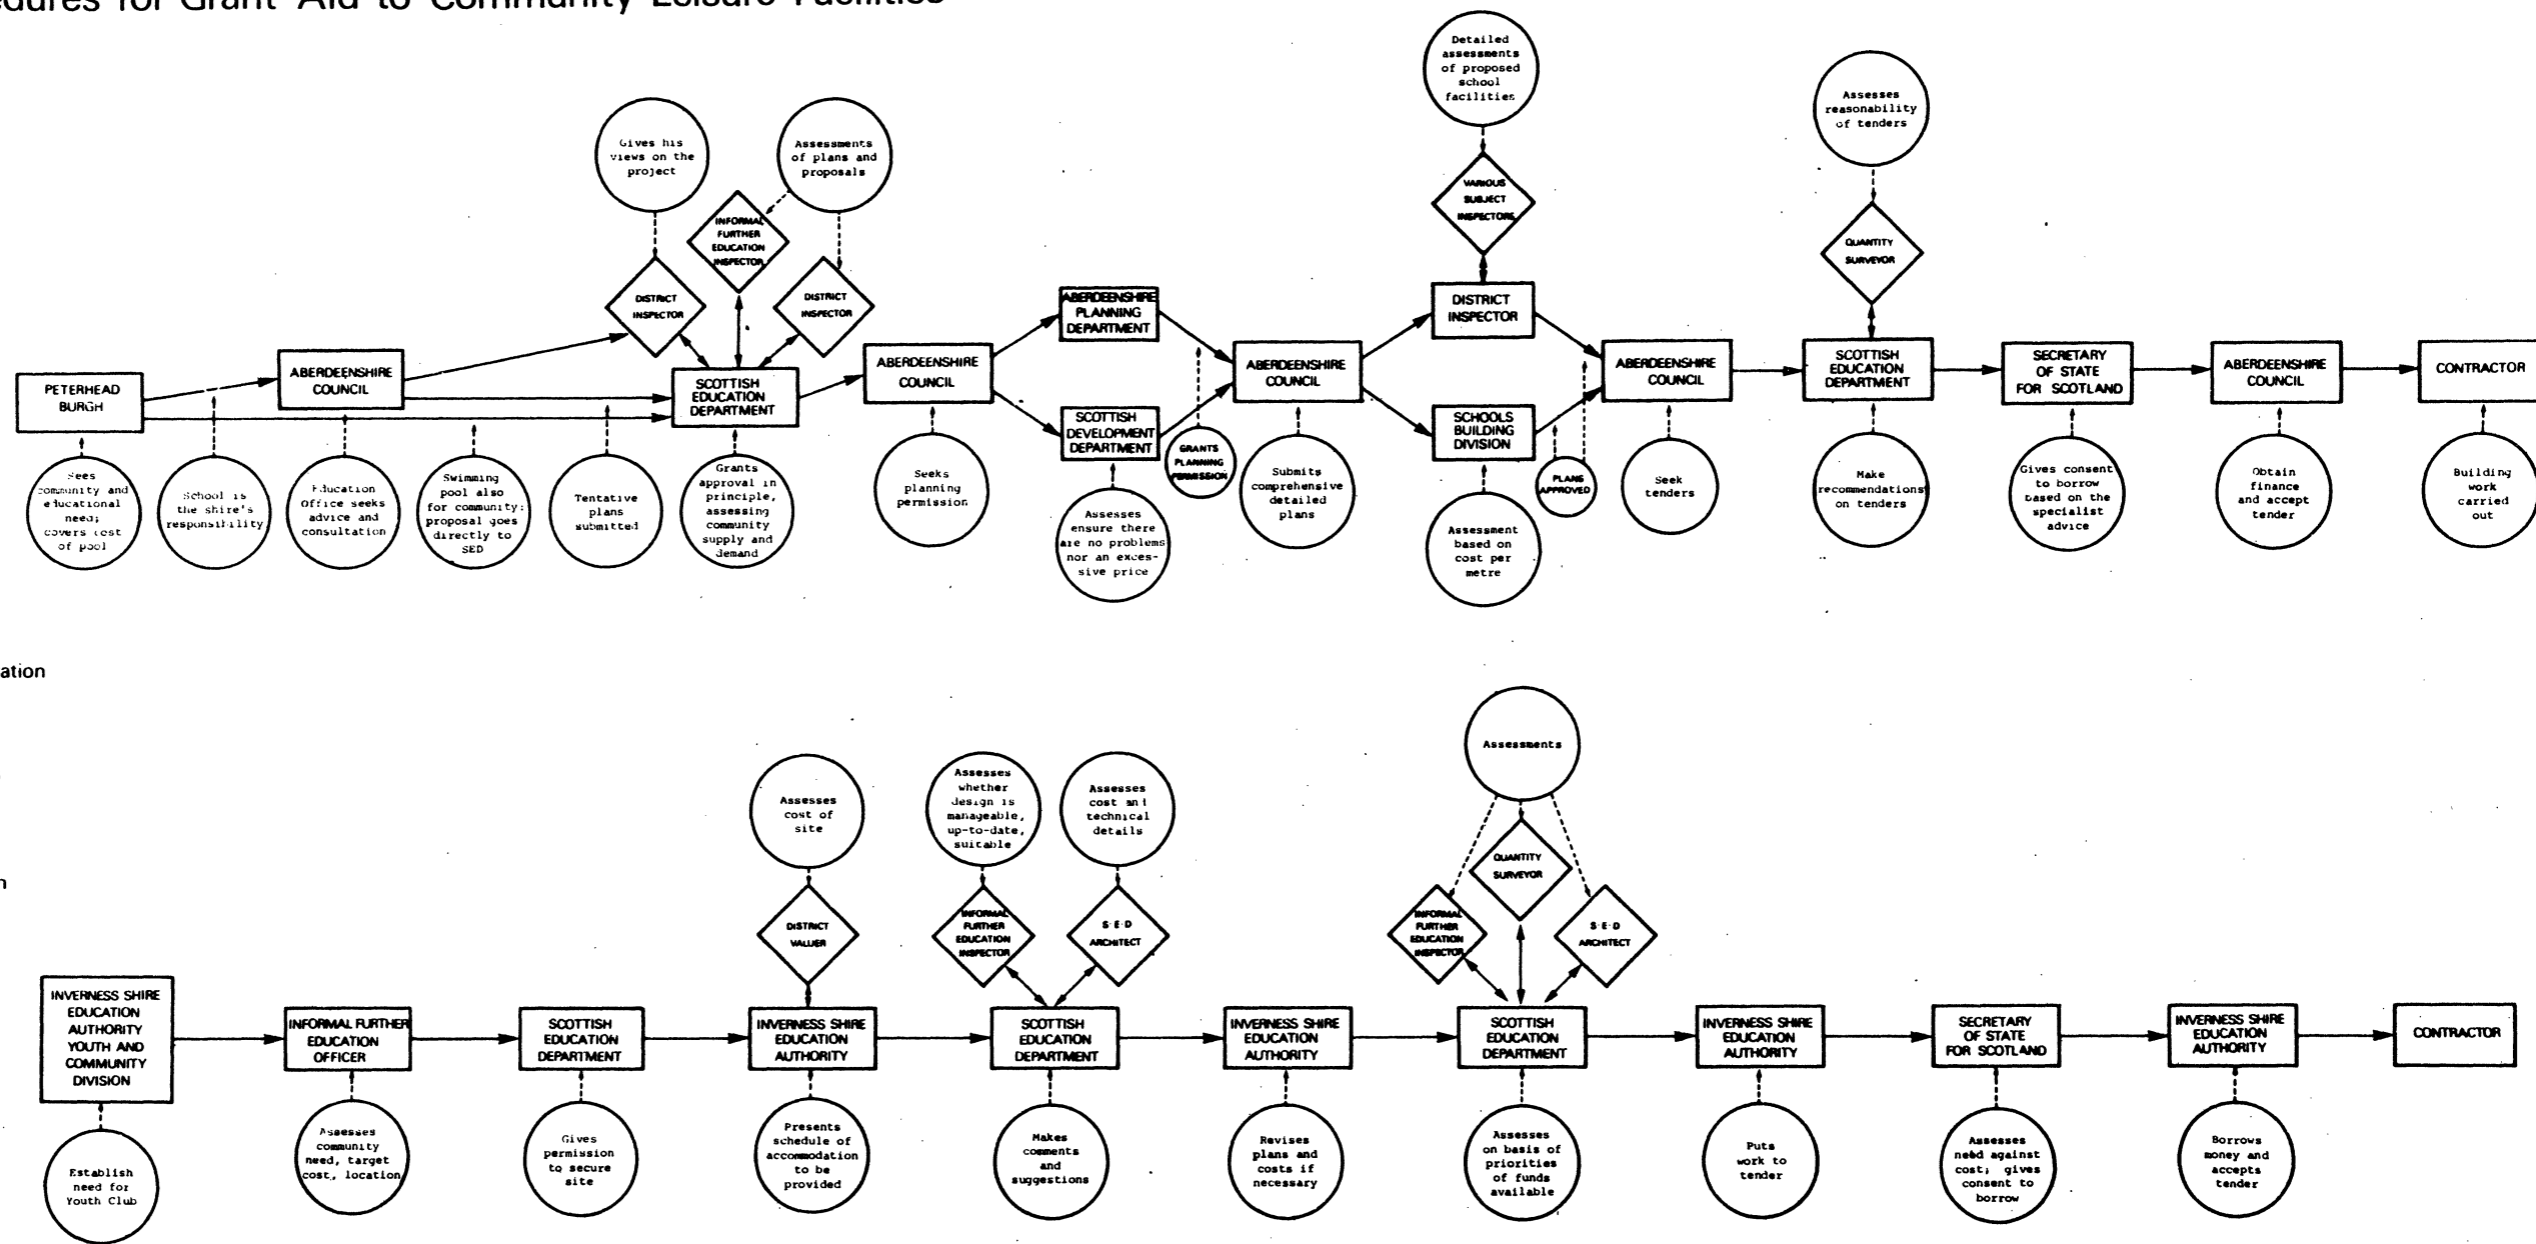 edures for Grant Aid to Community Leisure Facilities
Detailed
assessments
of proposed
school
facilities
Assesses
reasonability
of tenders
Gives his
views on the
project
Assessments
of plans and
proposals
VARIOUS
SUBJECT
INSPECTORS
INFORMAL
FURTHER
EDUCATION
INSPECTOR
QUANTITY
SURVEYOR
DISTRICT
INSPECTOR
DISTRICT
INSPECTOR
PETERHEAD
BURGH
ABERDEENSHIRE
COUNCIL
SCOTTISH
EDUCATION
DEPARTMENT
ABERDEENSHIRE
COUNCIL
ABERDEENSHIRE
PLANNING
DEPARTMENT
SCOTTISH
DEVELOPMENT
DEPARTMENT
ABERDEENSHIRE
COUNCIL
DISTRICT
INSPECTOR
SCHOOLS
BUILDING
DIVISION
ABERDEENSHIRE
COUNCIL
SCOTTISH
EDUCATION
DEPARTMENT
SECRETARY
OF STATE
FOR SCOTLAND
ABERDEENSHIRE
COUNCIL
CONTRACTOR
Sees
community and
educational
need;
covers cost
of pool
School is
the shire's
responsibility
Education
Office seeks
advice and
consultation
Swimming
pool also
for community:
proposal goes
directly to
SED
Tentative
plans
submitted
Grants
approval in
principle,
assessing
community
supply and
demand
Seeks
planning
permission
Assesses
ensure there
are no problems
nor an exces-
sive price
GRANTS
PLANNING
PERMISSION
Submits
comprehensive
detailed
plans
Assessment
based on
cost per
metre
PLANS
APPROVED
Seek
tenders
Make
recommendations
on tenders
Gives consent
to borrow
based on the
specialist
advice
Obtain
finance
and accept
tender
Building
work
carried
out
ation
n
Assesses
cost of
site
Assesses
whether
design is
manageable,
up-to-date,
suitable
Assesses
cost and
technical
details
Assessments
DISTRICT
VALUER
INFORMAL
FURTHER
EDUCATION
INSPECTOR
S·E·D
ARCHITECT
INFORMAL
FURTHER
EDUCATION
INSPECTOR
QUANTITY
SURVEYOR
S·E·D
ARCHITECT
INVERNESS SHIRE
EDUCATION
AUTHORITY
YOUTH AND
COMMUNITY
DIVISION
INFORMAL FURTHER
EDUCATION
OFFICER
SCOTTISH
EDUCATION
DEPARTMENT
INVERNESS SHIRE
EDUCATION
AUTHORITY
SCOTTISH
EDUCATION
DEPARTMENT
INVERNESS SHIRE
EDUCATION
AUTHORITY
SCOTTISH
EDUCATION
DEPARTMENT
INVERNESS SHIRE
EDUCATION
AUTHORITY
SECRETARY
OF STATE
FOR SCOTLAND
INVERNESS SHIRE
EDUCATION
AUTHORITY
CONTRACTOR
Establish
need for
Youth Club
Assesses
community
need, target
cost, location
Gives
permission
to secure
site
Presents
schedule of
accommodation
to be
provided
Makes
comments
and
suggestions
Revises
plans and
costs if
necessary
Assesses
on basis of
priorities
of funds
available
Puts
work to
tender
Assesses
need against
cost; gives
consent to
borrow
Borrows
money and
accepts
tender